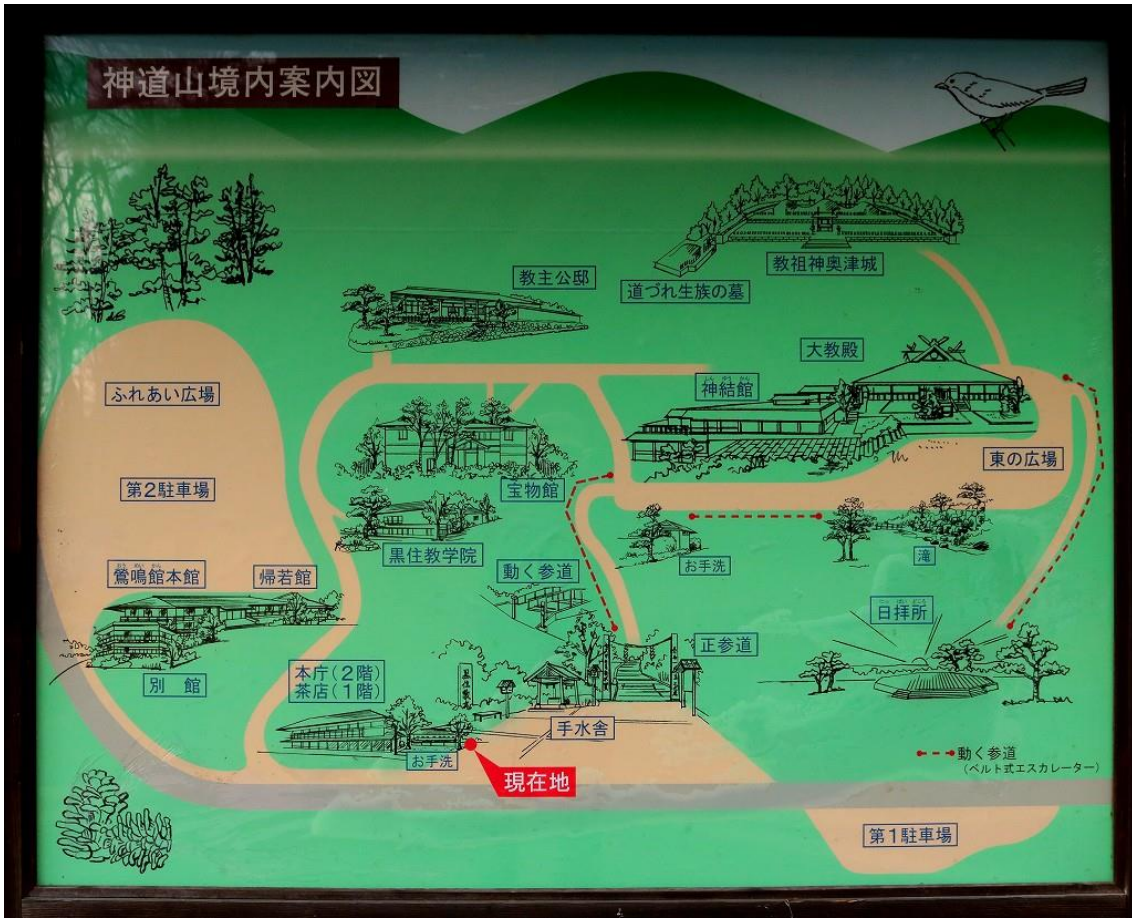 神道山境内案内図
教祖神奥津城
教主公邸
道づれ生族の墓
大教殿
神結館
ふれあい広場
東の広場
第2駐車場
宝物館
黒住教学院
お手洗
滝
動く参道
鶯鳴館本館
帰若館
日拝所
正参道
別 館
本庁(2階)
茶店(1階)
手水舎
お手洗
現在地
動く参道
(ベルト式エスカレーター)
第1駐車場